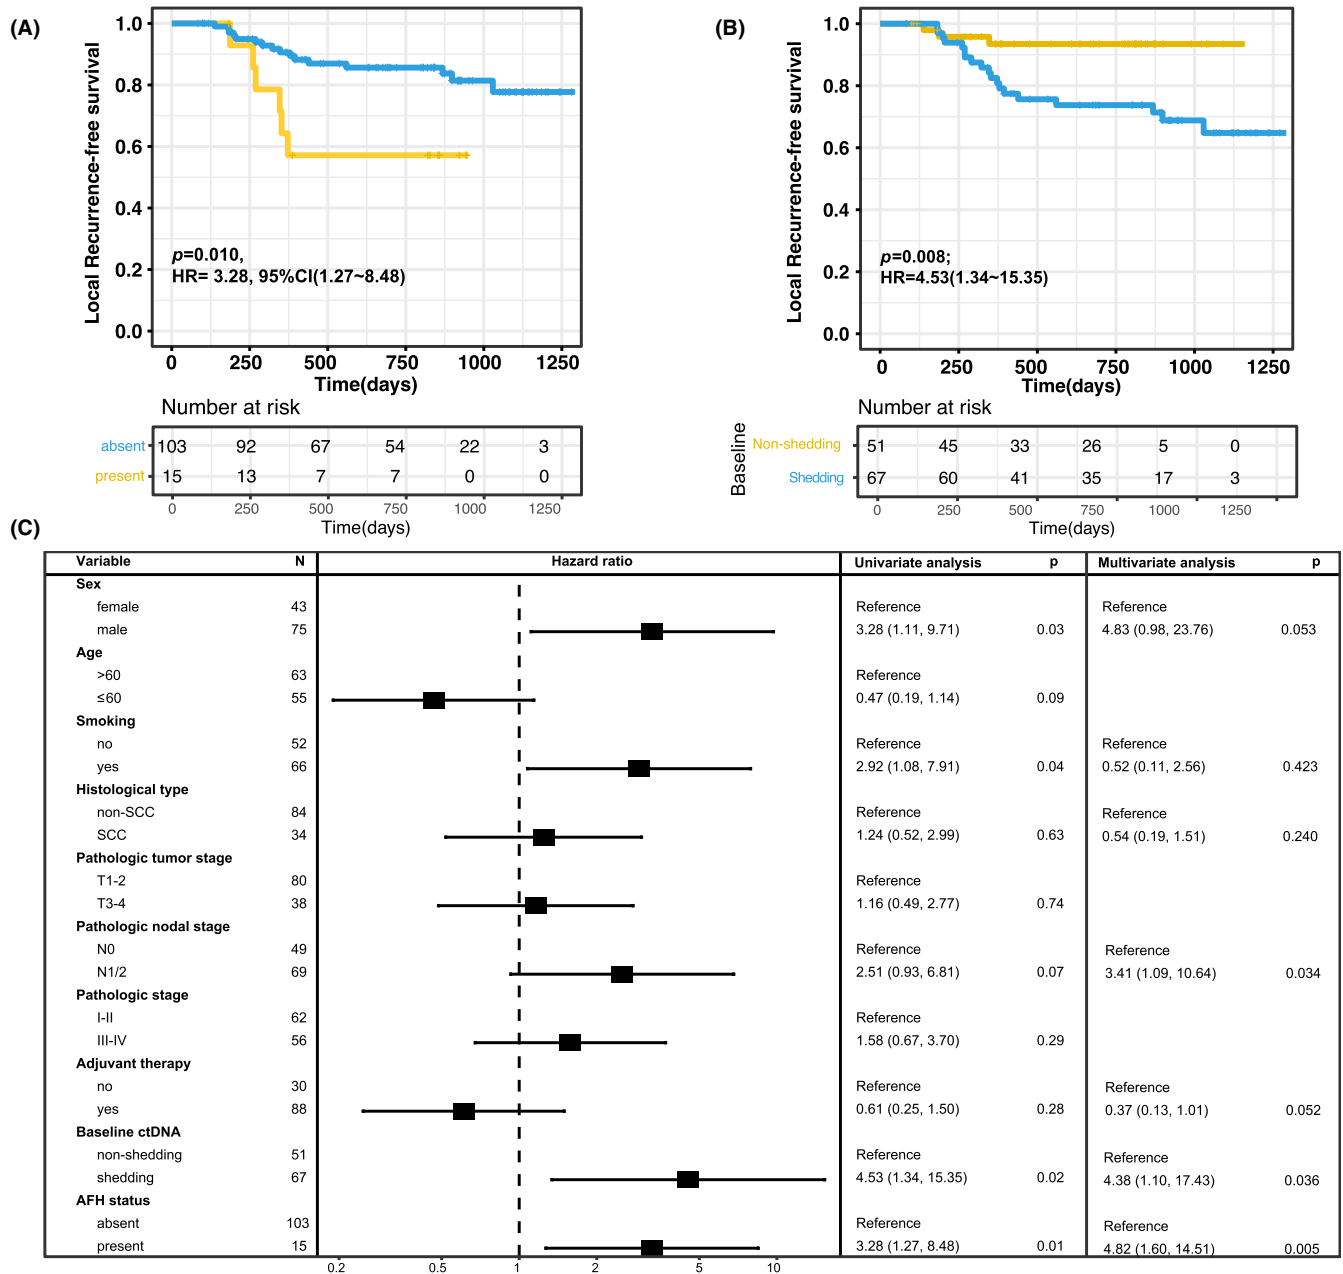 (A)
Local Recurrence-free survival
1.0
0.8
0.6
0.4
0.2
0.0
p=0.010,
HR= 3.28, 95%CI(1.27~8.48)
0 250 500 750 1000 1250
Time(days)
Number at risk
absent 103 92 67 54 22 3
present 15 13 7 7 0 0
0 250 500 750 1000 1250
Time(days)
(B)
Local Recurrence-free survival
1.0
0.8
0.6
0.4
0.2
0.0
p=0.008;
HR=4.53(1.34~15.35)
0 250 500 750 1000 1250
Time(days)
Number at risk
Baseline
Non-shedding 51 45 33 26 5 0
Shedding 67 60 41 35 17 3
0 250 500 750 1000 1250
Time(days)
(C)
Variable N Hazard ratio Univariate analysis p Multivariate analysis p
Sex
female 43 Reference Reference
male 75 3.28 (1.11, 9.71) 0.03 4.83 (0.98, 23.76) 0.053
Age
>60 63 Reference
≤60 55 0.47 (0.19, 1.14) 0.09
Smoking
no 52 Reference Reference
yes 66 2.92 (1.08, 7.91) 0.04 0.52 (0.11, 2.56) 0.423
Histological type
non-SCC 84 Reference Reference
SCC 34 1.24 (0.52, 2.99) 0.63 0.54 (0.19, 1.51) 0.240
Pathologic tumor stage
T1-2 80 Reference
T3-4 38 1.16 (0.49, 2.77) 0.74
Pathologic nodal stage
N0 49 Reference Reference
N1/2 69 2.51 (0.93, 6.81) 0.07 3.41 (1.09, 10.64) 0.034
Pathologic stage
I-II 62 Reference
III-IV 56 1.58 (0.67, 3.70) 0.29
Adjuvant therapy
no 30 Reference Reference
yes 88 0.61 (0.25, 1.50) 0.28 0.37 (0.13, 1.01) 0.052
Baseline ctDNA
non-shedding 51 Reference Reference
shedding 67 4.53 (1.34, 15.35) 0.02 4.38 (1.10, 17.43) 0.036
AFH status
absent 103 Reference Reference
present 15 3.28 (1.27, 8.48) 0.01 4.82 (1.60, 14.51) 0.005
0.2 0.5 1 2 5 10